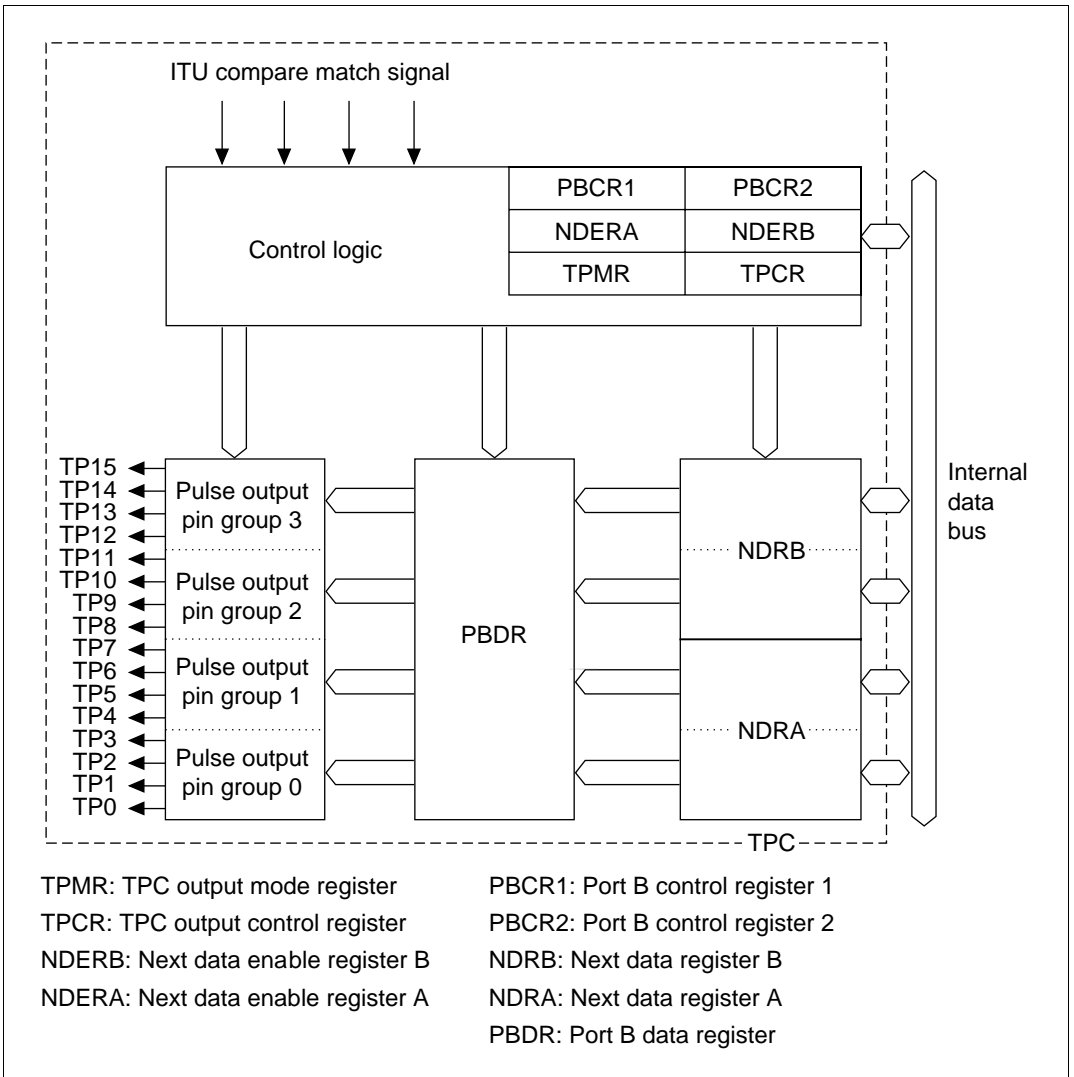 ITU compare match signal
PBCR1 PBCR2
NDERA NDERB
Control logic
TPMR TPCR
TP15
TP14
TP13
TP12
TP11
TP10
TP9
TP8
TP7
TP6
TP5
TP4
TP3
TP2
TP1
TP0
Pulse output
pin group 3
Pulse output
pin group 2
Pulse output
pin group 1
Pulse output
pin group 0
PBDR
NDRB
NDRA
Internal
data
bus
TPC
TPMR: TPC output mode register
TPCR: TPC output control register
NDERB: Next data enable register B
NDERA: Next data enable register A
PBCR1: Port B control register 1
PBCR2: Port B control register 2
NDRB: Next data register B
NDRA: Next data register A
PBDR: Port B data register